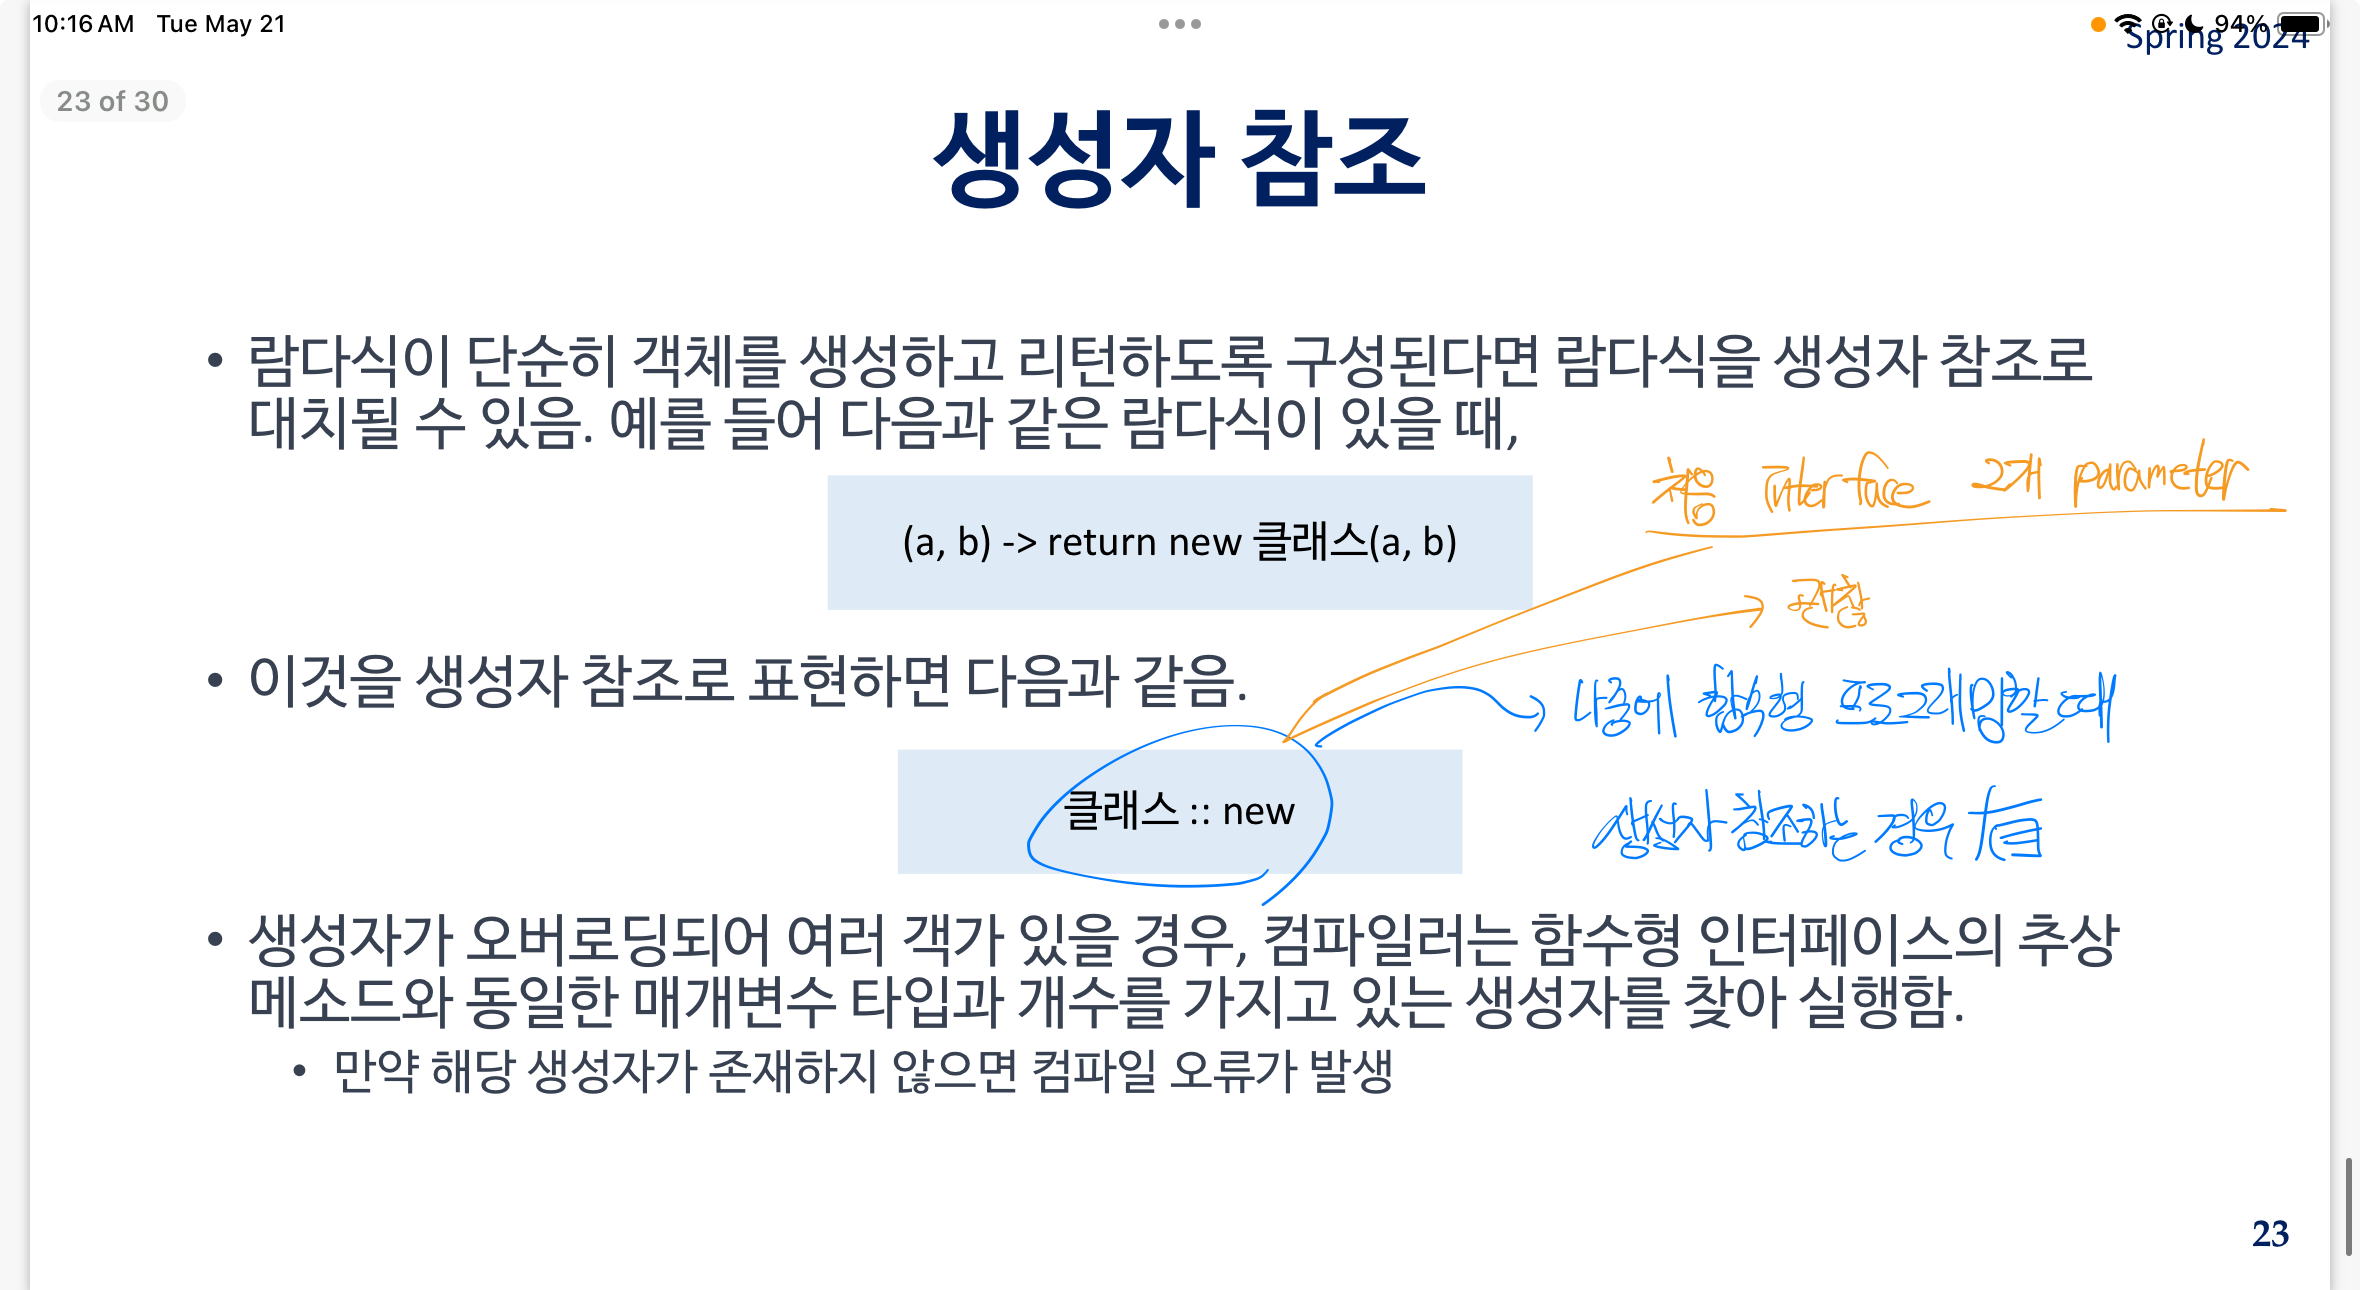 10:16 AM Tue May 21
94%
Spring 2024
23 of 30
생성자 참조
• 람다식이 단순히 객체를 생성하고 리턴하도록 구성된다면 람다식을 생성자 참조로
대치될 수 있음. 예를 들어 다음과 같은 람다식이 있을 때,
처음 Interface 2개 parameter
(a, b) -> return new 클래스(a, b)
괜찮
• 이것을 생성자 참조로 표현하면 다음과 같음.
나중에 함수형 프로그래밍할 때
클래스 :: new
생성자 참조하는 경우 有
• 생성자가 오버로딩되어 여러 객가 있을 경우, 컴파일러는 함수형 인터페이스의 추상
메소드와 동일한 매개변수 타입과 개수를 가지고 있는 생성자를 찾아 실행함.
• 만약 해당 생성자가 존재하지 않으면 컴파일 오류가 발생
23